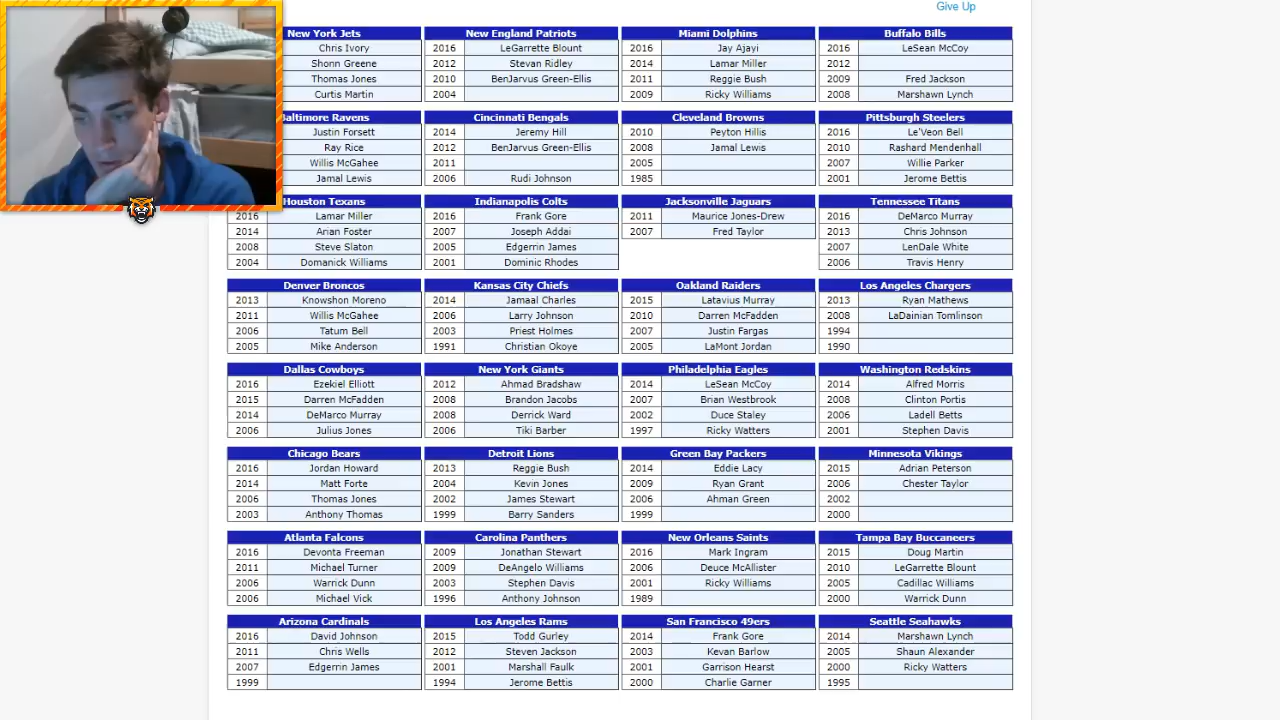 Give Up
New York Jets New England Patriots Miami Dolphins Buffalo Bills
Chris Ivory 2016 LeGarrette Blount 2016 Jay Ajayi 2016 LeSean McCoy
Shonn Greene 2012 Stevan Ridley 2014 Lamar Miller 2012
Thomas Jones 2010 BenJarvus Green-Ellis 2011 Reggie Bush 2009 Fred Jackson
Curtis Martin 2004 2009 Ricky Williams 2008 Marshawn Lynch
Baltimore Ravens Cincinnati Bengals Cleveland Browns Pittsburgh Steelers
Justin Forsett 2014 Jeremy Hill 2010 Peyton Hillis 2016 Le'Veon Bell
Ray Rice 2012 BenJarvus Green-Ellis 2008 Jamal Lewis 2010 Rashard Mendenhall
Willis McGahee 2011 2005 2007 Willie Parker
Jamal Lewis 2006 Rudi Johnson 1985 2001 Jerome Bettis
Houston Texans Indianapolis Colts Jacksonville Jaguars Tennessee Titans
2016 Lamar Miller 2016 Frank Gore 2011 Maurice Jones-Drew 2016 DeMarco Murray
2014 Arian Foster 2007 Joseph Addai 2007 Fred Taylor 2013 Chris Johnson
2008 Steve Slaton 2005 Edgerrin James 2007 LenDale White
2004 Domanick Williams 2001 Dominic Rhodes 2006 Travis Henry
Denver Broncos Kansas City Chiefs Oakland Raiders Los Angeles Chargers
2013 Knowshon Moreno 2014 Jamaal Charles 2015 Latavius Murray 2013 Ryan Mathews
2011 Willis McGahee 2006 Larry Johnson 2010 Darren McFadden 2008 LaDainian Tomlinson
2006 Tatum Bell 2003 Priest Holmes 2007 Justin Fargas 1994
2005 Mike Anderson 1991 Christian Okoye 2005 LaMont Jordan 1990
Dallas Cowboys New York Giants Philadelphia Eagles Washington Redskins
2016 Ezekiel Elliott 2012 Ahmad Bradshaw 2014 LeSean McCoy 2014 Alfred Morris
2015 Darren McFadden 2008 Brandon Jacobs 2007 Brian Westbrook 2008 Clinton Portis
2014 DeMarco Murray 2008 Derrick Ward 2002 Duce Staley 2006 Ladell Betts
2006 Julius Jones 2006 Tiki Barber 1997 Ricky Watters 2001 Stephen Davis
Chicago Bears Detroit Lions Green Bay Packers Minnesota Vikings
2016 Jordan Howard 2013 Reggie Bush 2014 Eddie Lacy 2015 Adrian Peterson
2014 Matt Forte 2004 Kevin Jones 2009 Ryan Grant 2006 Chester Taylor
2006 Thomas Jones 2002 James Stewart 2006 Ahman Green 2002
2003 Anthony Thomas 1999 Barry Sanders 1999 2000
Atlanta Falcons Carolina Panthers New Orleans Saints Tampa Bay Buccaneers
2016 Devonta Freeman 2009 Jonathan Stewart 2016 Mark Ingram 2015 Doug Martin
2011 Michael Turner 2009 DeAngelo Williams 2006 Deuce McAllister 2010 LeGarrette Blount
2006 Warrick Dunn 2003 Stephen Davis 2001 Ricky Williams 2005 Cadillac Williams
2006 Michael Vick 1996 Anthony Johnson 1989 2000 Warrick Dunn
Arizona Cardinals Los Angeles Rams San Francisco 49ers Seattle Seahawks
2016 David Johnson 2015 Todd Gurley 2014 Frank Gore 2014 Marshawn Lynch
2011 Chris Wells 2012 Steven Jackson 2003 Kevan Barlow 2005 Shaun Alexander
2007 Edgerrin James 2001 Marshall Faulk 2001 Garrison Hearst 2000 Ricky Watters
1999 1994 Jerome Bettis 2000 Charlie Garner 1995